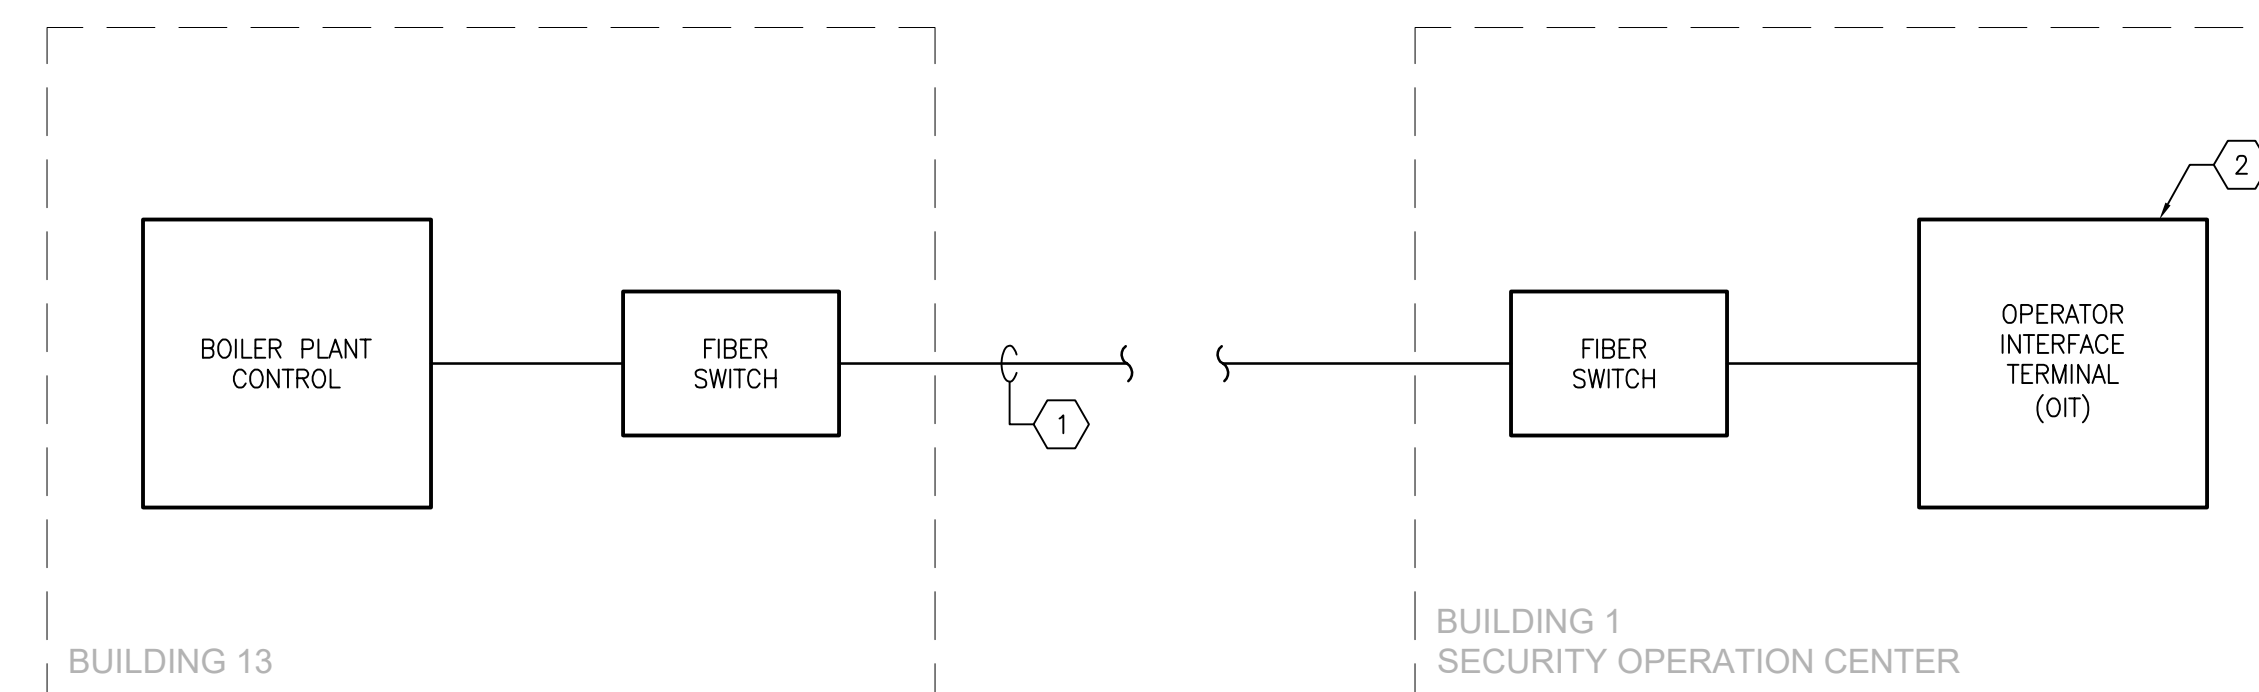 2
BOILER PLANT
CONTROL
FIBER
SWITCH
1
FIBER
SWITCH
OPERATOR
INTERFACE
TERMINAL
(OIT)
BUILDING 13
BUILDING 1
SECURITY OPERATION CENTER